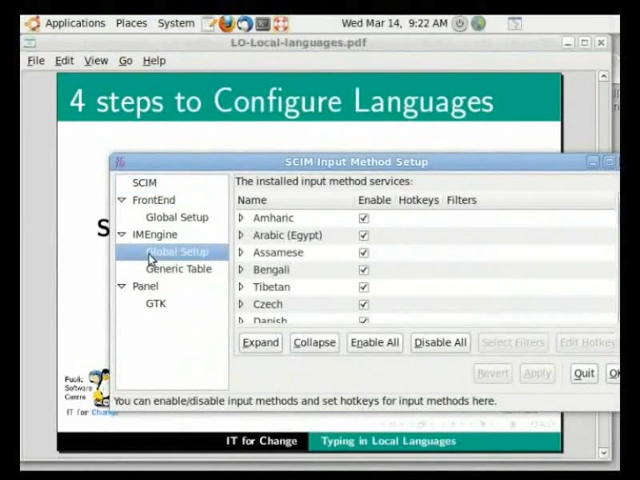 Applications Places System Wed Mar 14, 9:22 AM
LO-Local-languages.pdf
File Edit View Go Help
4 steps to Configure Languages
SCIM Input Method Setup
SCIM
FrontEnd
Global Setup
IMEngine
Global Setup
Generic Table
Panel
GTK
The installed input method services:
Name Enable Hotkeys Filters
Amharic
Arabic (Egypt)
Assamese
Bengali
Tibetan
Czech
Danish
Expand Collapse Enable All Disable All Select Filters Edit Hotkey
Revert Apply Quit
You can enable/disable input methods and set hotkeys for input methods here.
S
Public
Software
Centre
IT for Change
IT for Change Typing in Local Languages